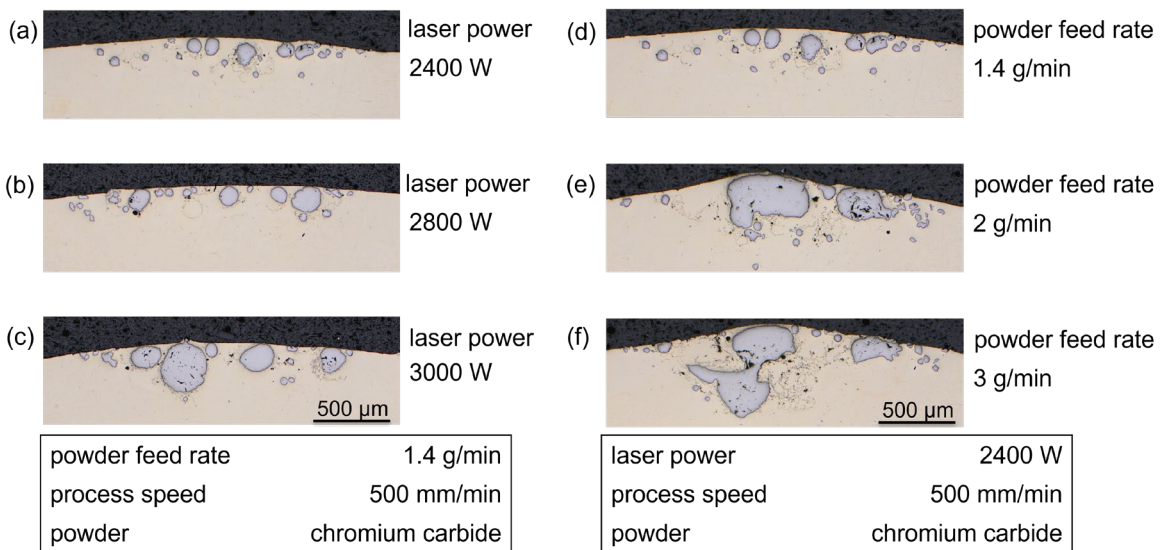 (a) laser power
2400 W
(b) laser power
2800 W
(c) laser power
3000 W
500 µm
powder feed rate 1.4 g/min
process speed 500 mm/min
powder chromium carbide
(d) powder feed rate
1.4 g/min
(e) powder feed rate
2 g/min
(f) powder feed rate
3 g/min
500 µm
laser power 2400 W
process speed 500 mm/min
powder chromium carbide